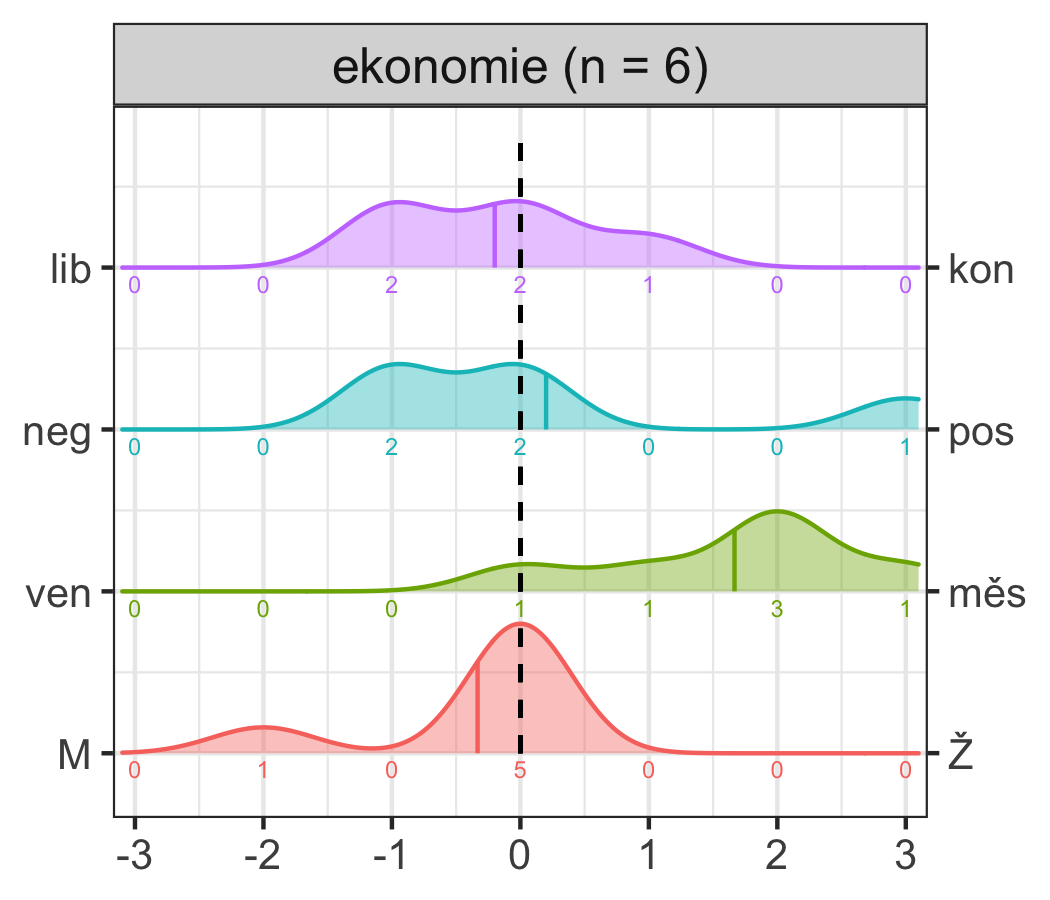 ekonomie (n = 6)
lib kon
0 0 2 2 1 0 0
neg pos
0 0 2 2 0 0 1
ven měs
0 0 0 1 1 3 1
M Ž
0 1 0 5 0 0 0
-3 -2 -1 0 1 2 3